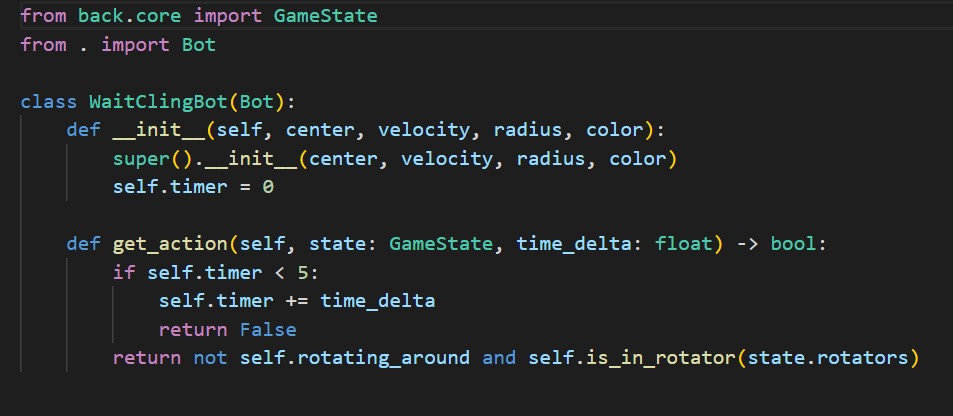 from back.core import GameState
from . import Bot

class WaitClingBot(Bot):
    def __init__(self, center, velocity, radius, color):
        super().__init__(center, velocity, radius, color)
        self.timer = 0

    def get_action(self, state: GameState, time_delta: float) -> bool:
        if self.timer < 5:
            self.timer += time_delta
            return False
        return not self.rotating_around and self.is_in_rotator(state.rotators)